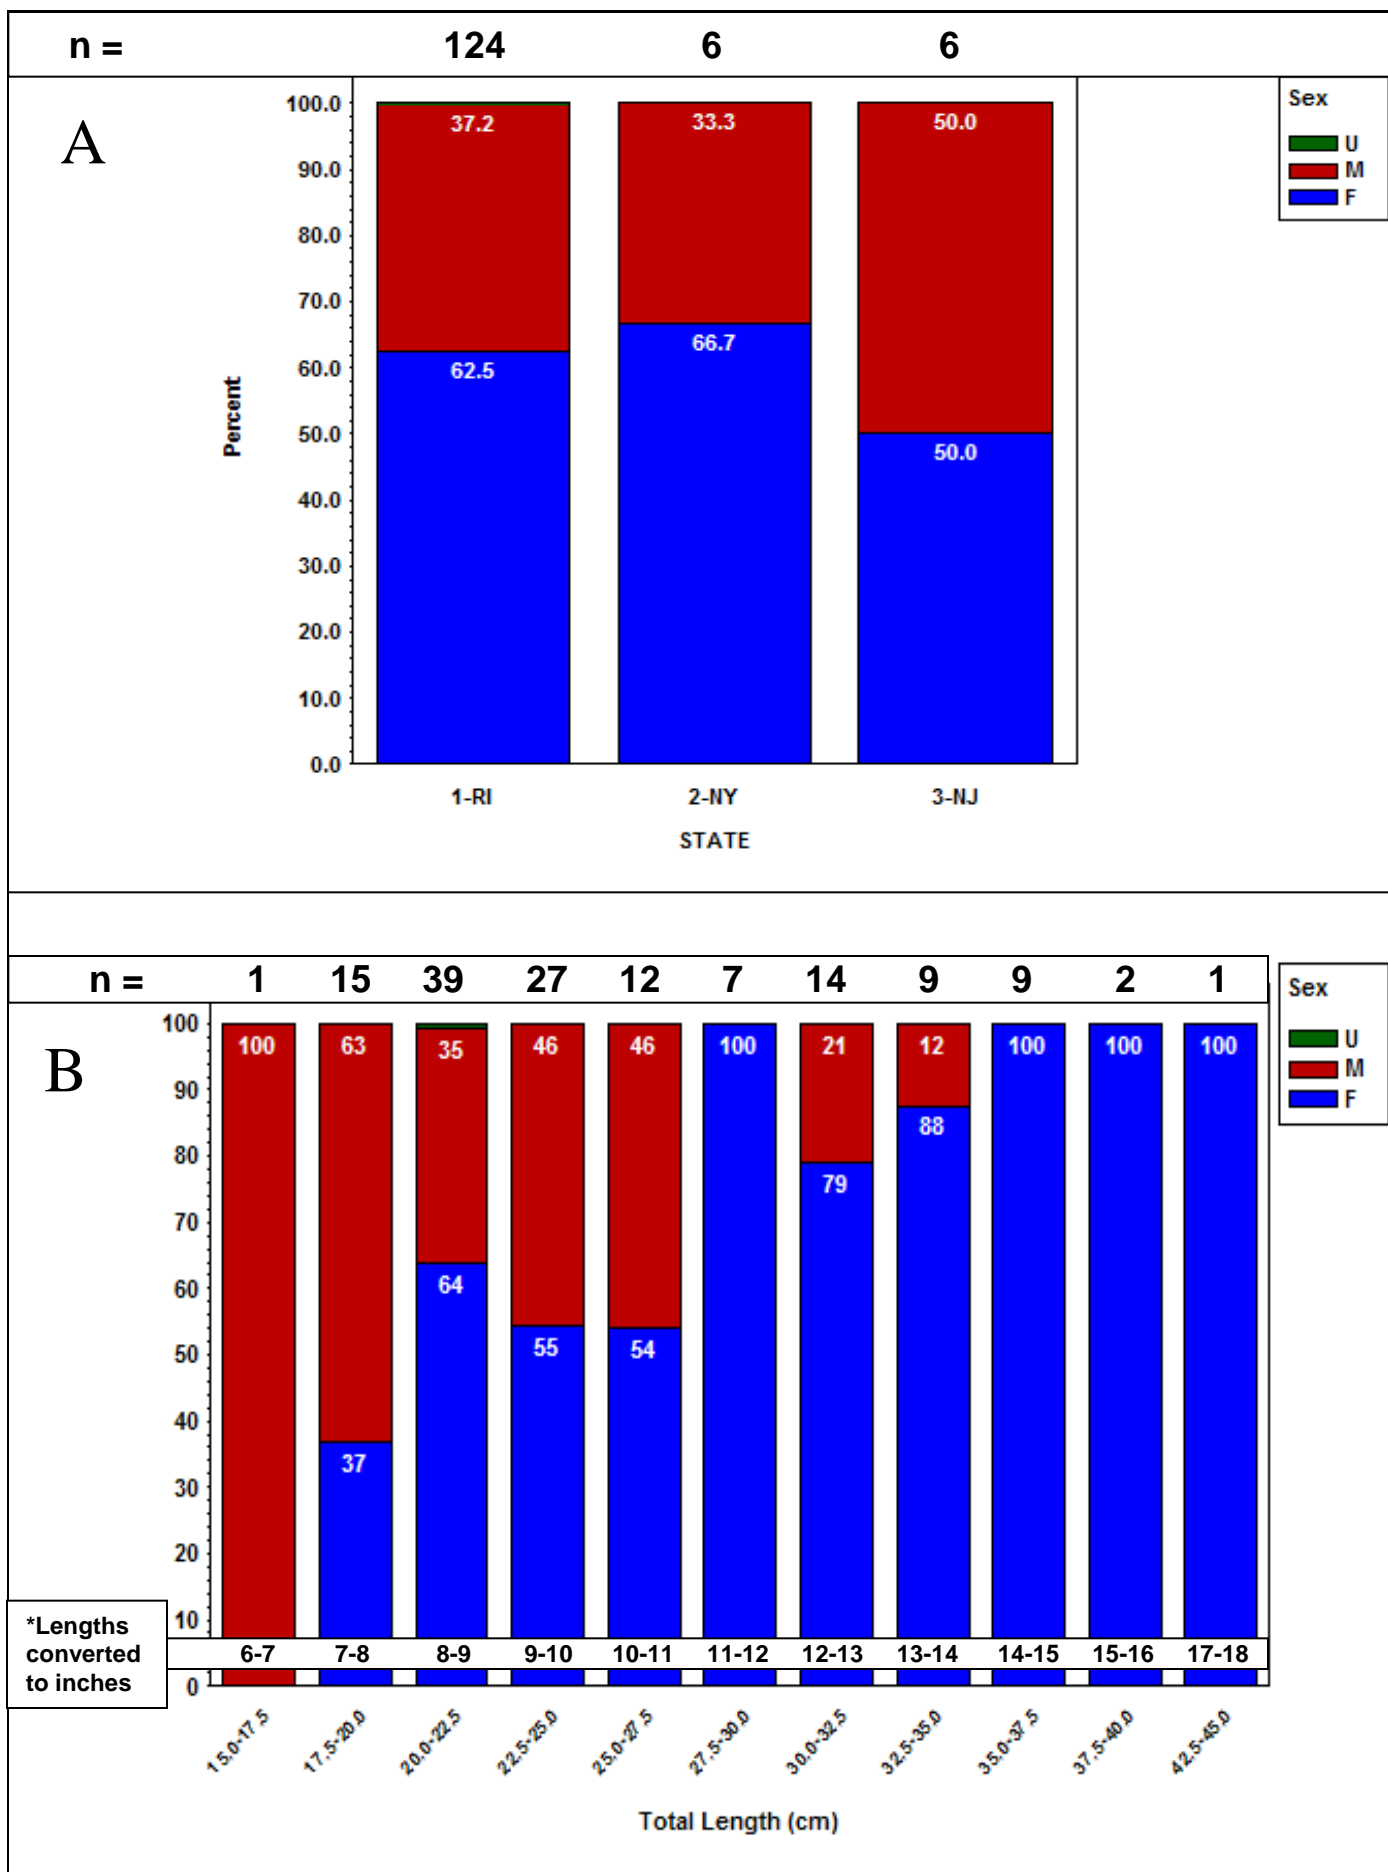 n = 124 6 6
A
Sex
U
M
F
100.0
90.0
80.0
70.0
60.0
50.0
40.0
30.0
20.0
10.0
0.0
Percent
37.2 33.3 50.0
62.5 66.7 50.0
1-RI 2-NY 3-NJ
STATE
n = 1 15 39 27 12 7 14 9 9 2 1
B
Sex
U
M
F
100
90
80
70
60
50
40
30
20
10
0
100 63 35 46 46 100 21 12 100 100 100
37 64 55 54 79 88
*Lengths
converted
to inches
6-7 7-8 8-9 9-10 10-11 11-12 12-13 13-14 14-15 15-16 17-18
15.0-17.5 17.5-20.0 20.0-22.5 22.5-25.0 25.0-27.5 27.5-30.0 30.0-32.5 32.5-35.0 35.0-37.5 37.5-40.0 42.5-45.0
Total Length (cm)